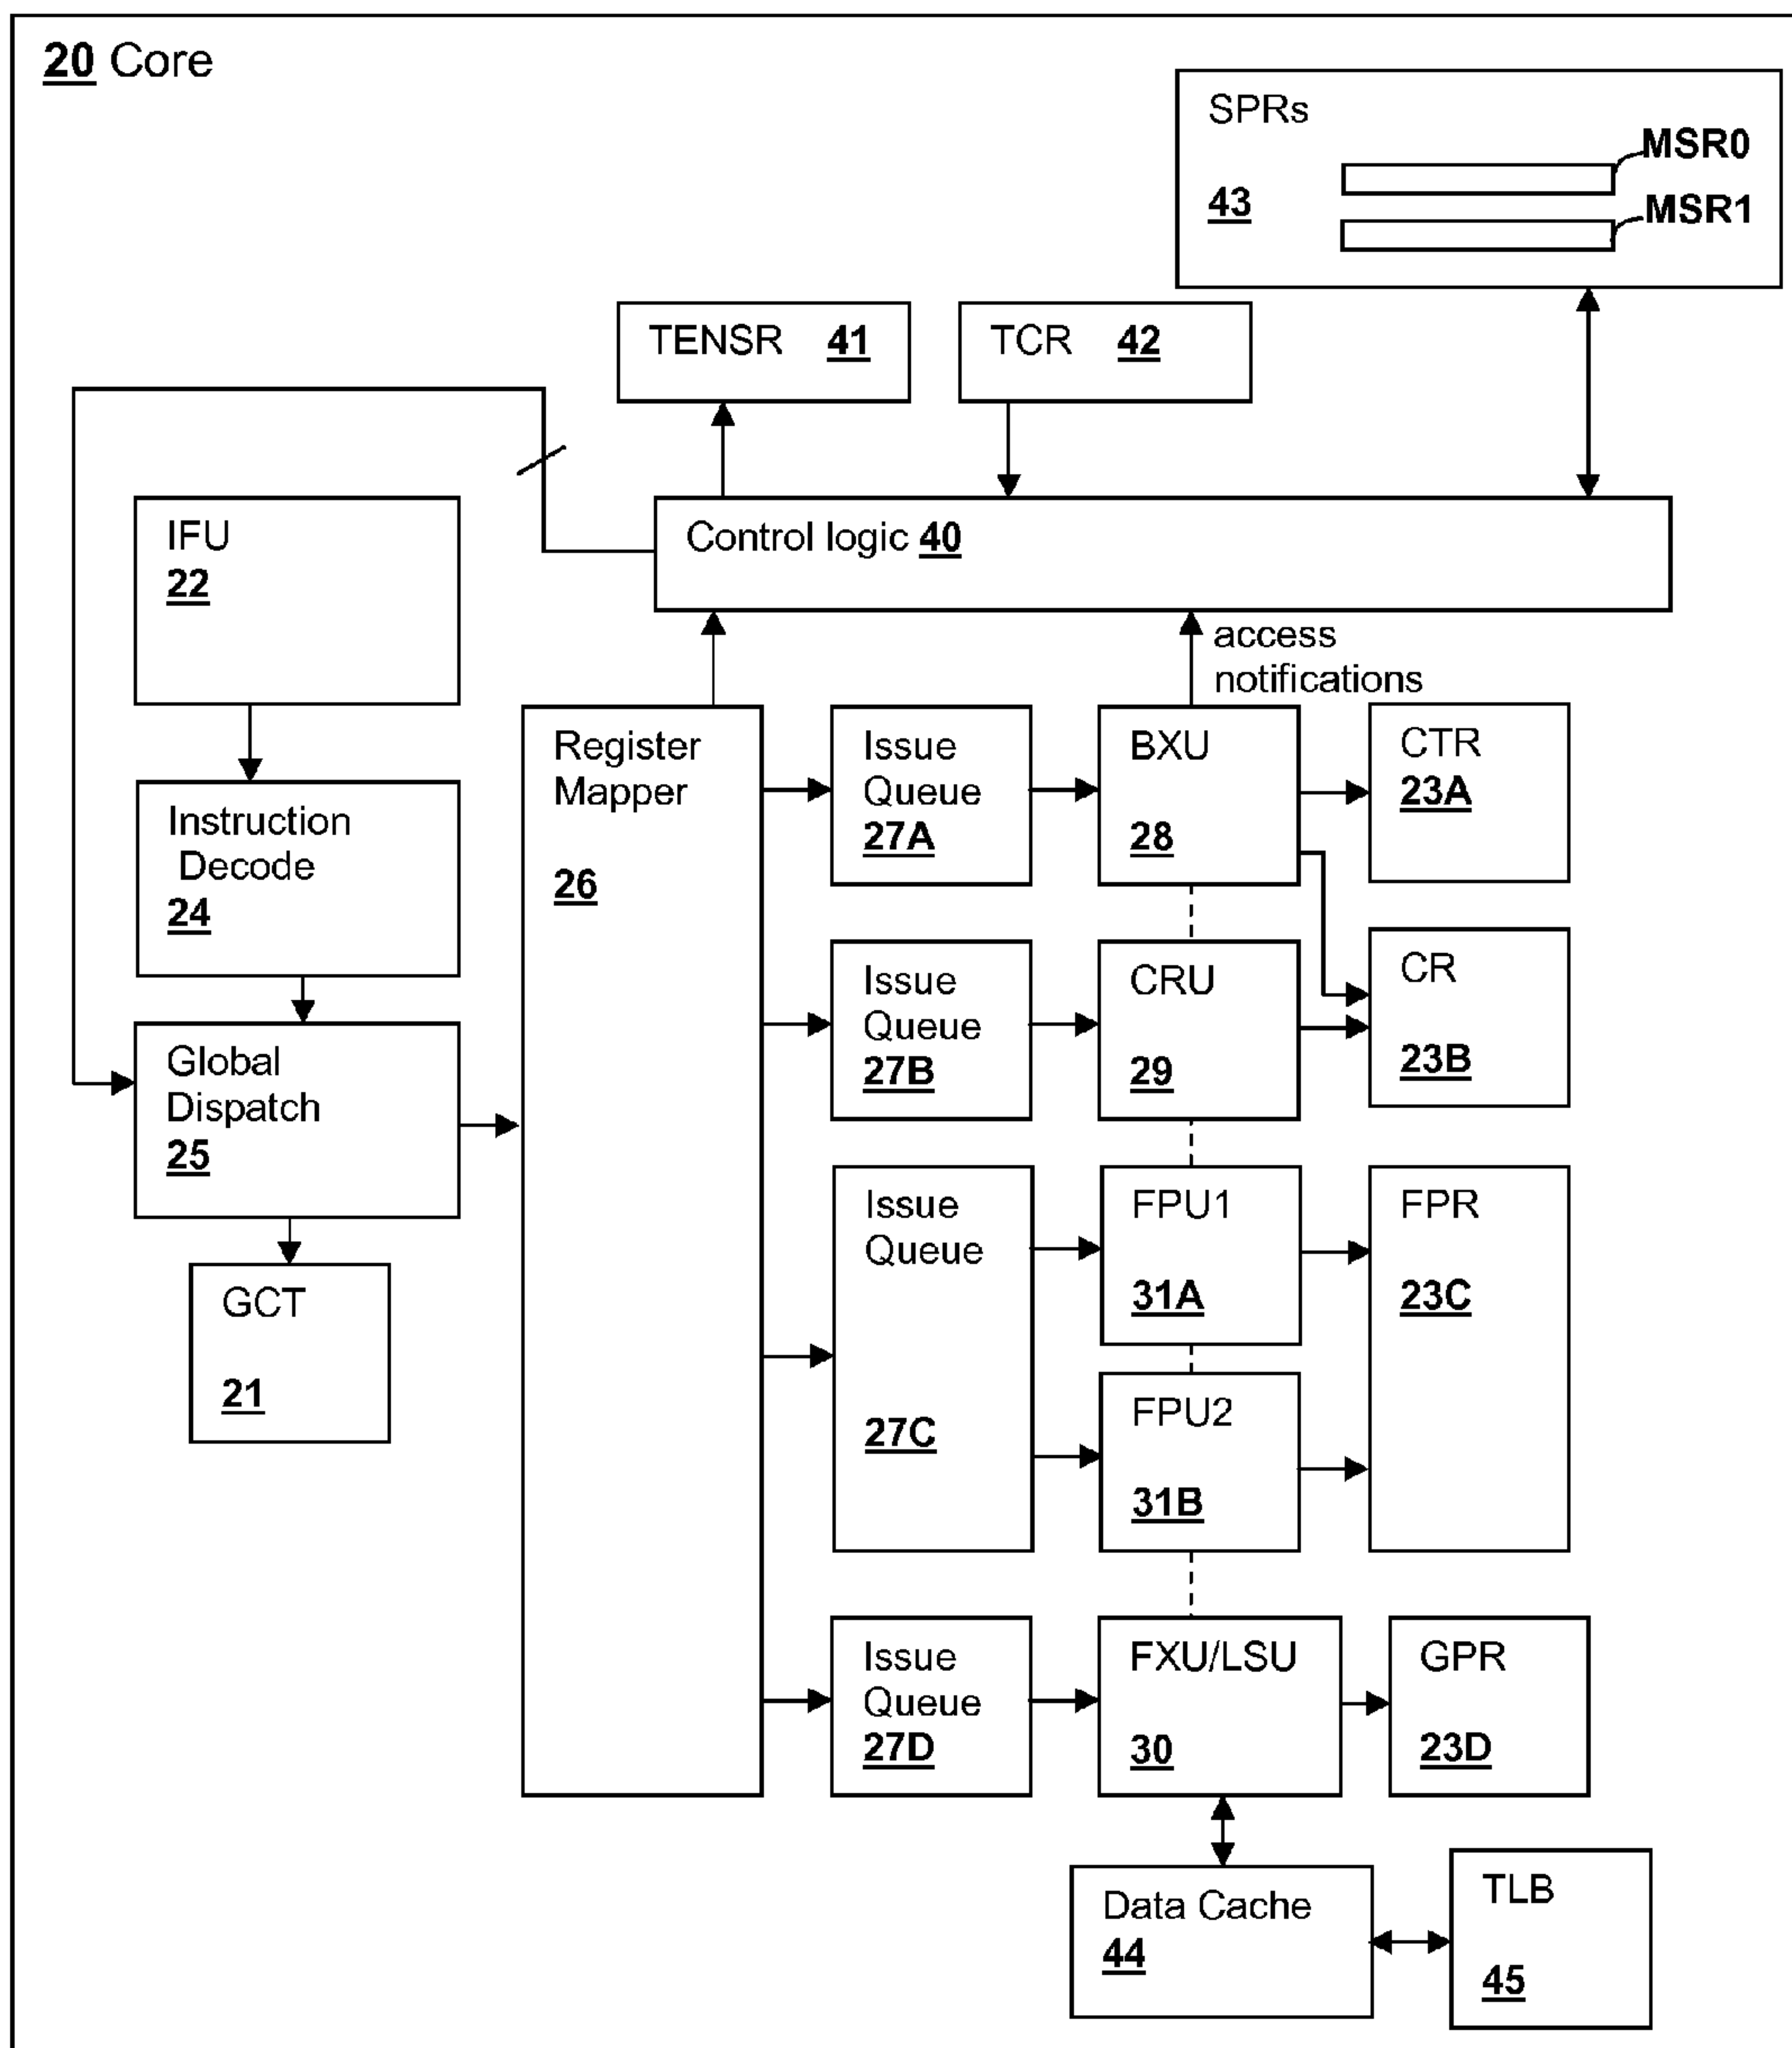 20 Core
SPRs
43
MSR0
MSR1
TENSR 41
TCR 42
Control logic 40
IFU
22
access
notifications
Instruction
Decode
24
Global
Dispatch
25
GCT
21
Register
Mapper
26
Issue
Queue
27A
BXU
28
CTR
23A
Issue
Queue
27B
CRU
29
CR
23B
Issue
Queue
27C
FPU1
31A
FPR
23C
FPU2
31B
Issue
Queue
27D
FXU/LSU
30
GPR
23D
Data Cache
44
TLB
45